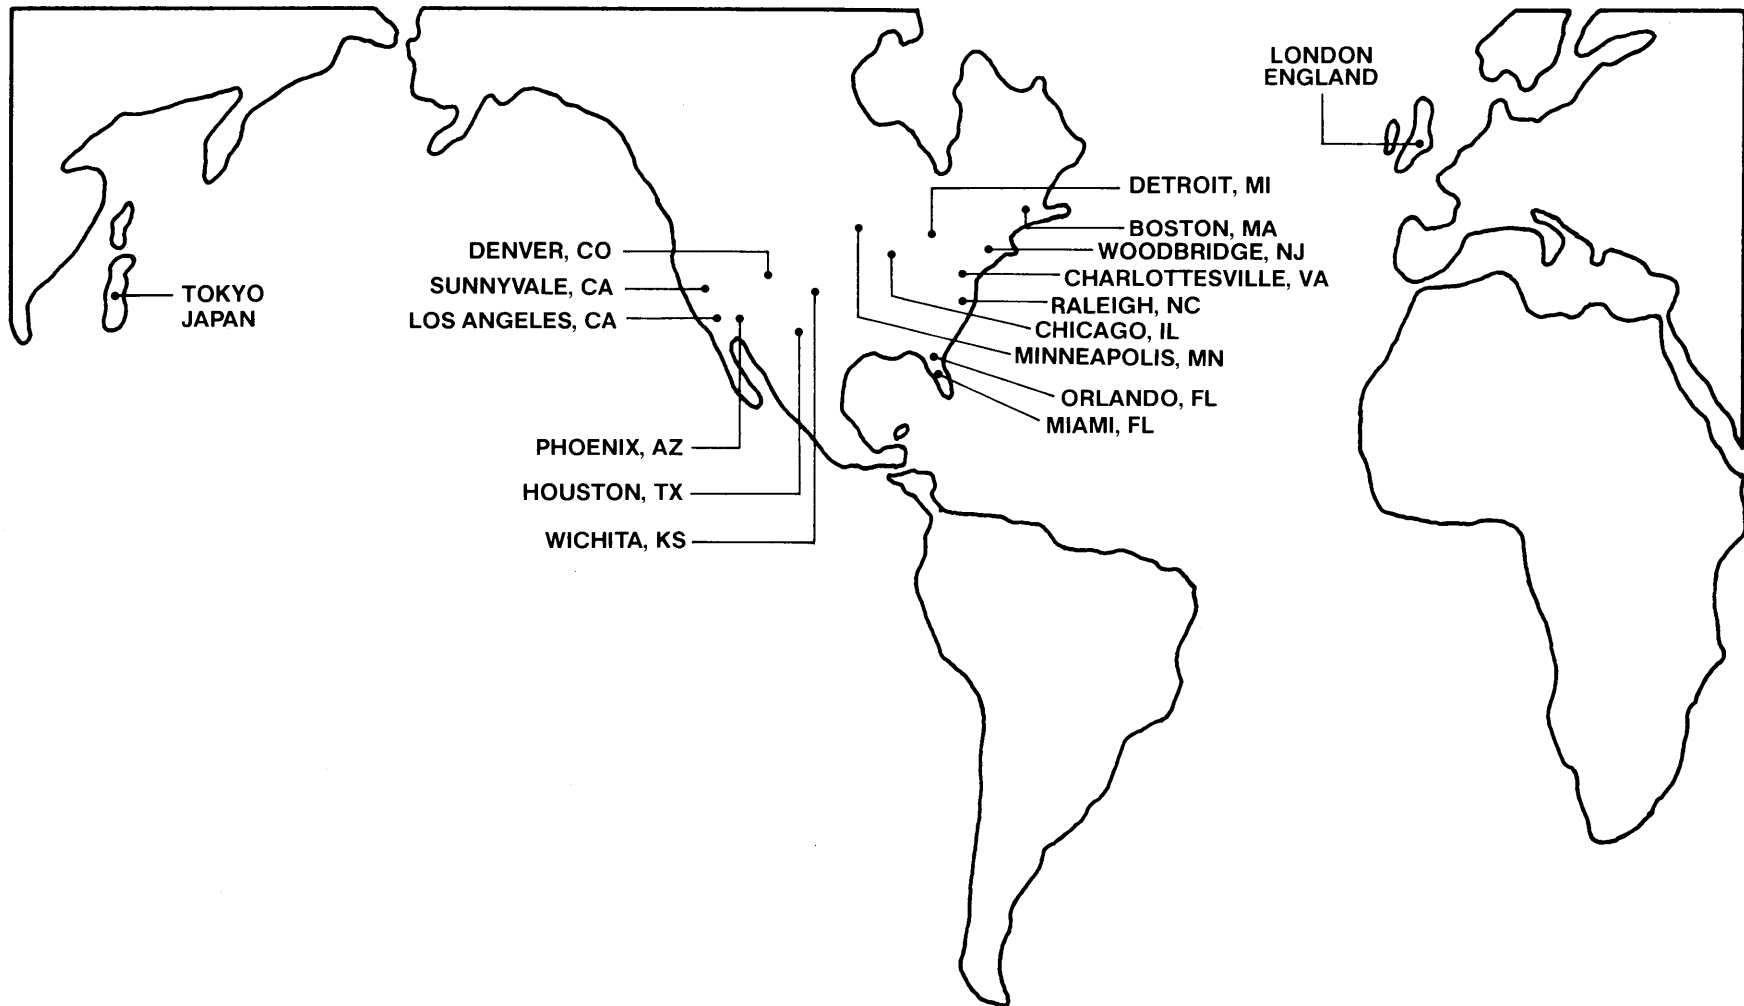 LONDON
ENGLAND
DETROIT, MI
BOSTON, MA
WOODBRIDGE, NJ
CHARLOTTESVILLE, VA
RALEIGH, NC
CHICAGO, IL
MINNEAPOLIS, MN
ORLANDO, FL
MIAMI, FL
DENVER, CO
SUNNYVALE, CA
LOS ANGELES, CA
TOKYO
JAPAN
PHOENIX, AZ
HOUSTON, TX
WICHITA, KS